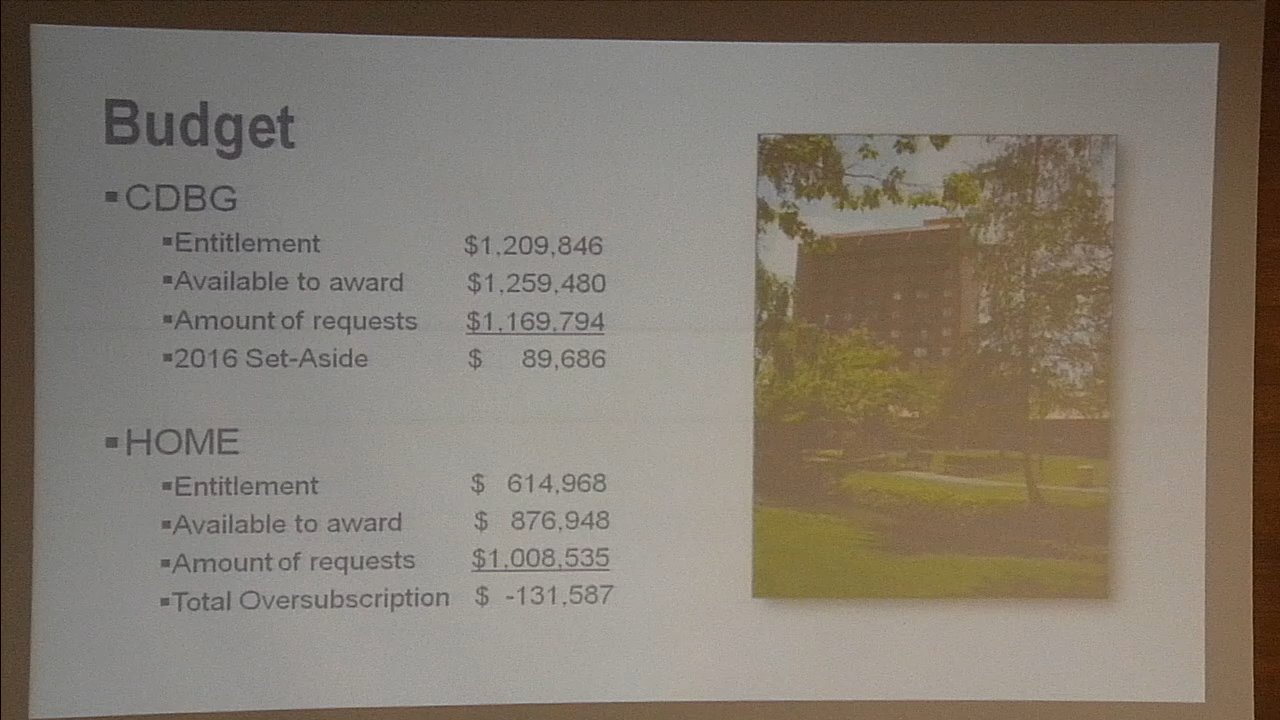 Budget
▪CDBG
▪Entitlement $1,209,846
▪Available to award $1,259,480
▪Amount of requests $1,169,794
▪2016 Set-Aside $ 89,686
▪HOME
▪Entitlement $ 614,968
▪Available to award $ 876,948
▪Amount of requests $1,008,535
▪Total Oversubscription $ -131,587